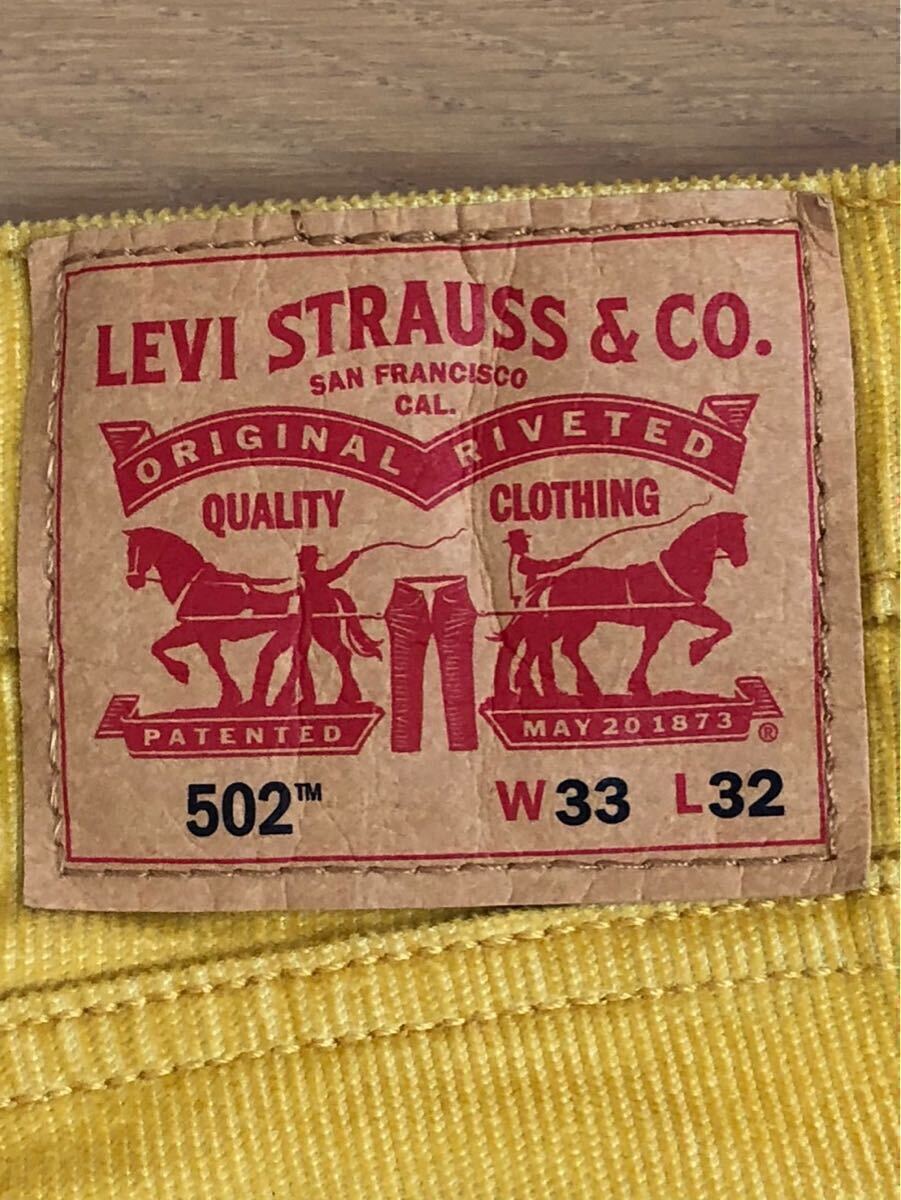 LEVI STRAUSS & CO.
SAN FRANCISCO
CAL.
ORIGINAL RIVETED
QUALITY CLOTHING
PATENTED MAY 20 1873 ®
502™ W33 L32